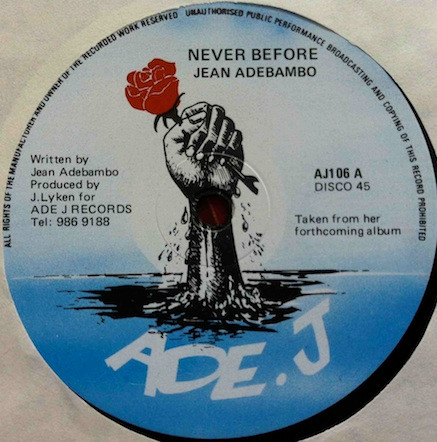 ALL RIGHTS OF THE MANUFACTURER AND OWNER OF THE RECORDED WORK RESERVED UNAUTHORISED PUBLIC PERFORMANCE BROADCASTING AND COPYING OF THIS RECORD PROHIBITED
NEVER BEFORE
JEAN ADEBAMBO
Written by
Jean Adebambo
Produced by
J.Lyken for
ADE J RECORDS
Tel: 986 9188
AJ106 A
DISCO 45
Taken from her
forthcoming album
ADE.J